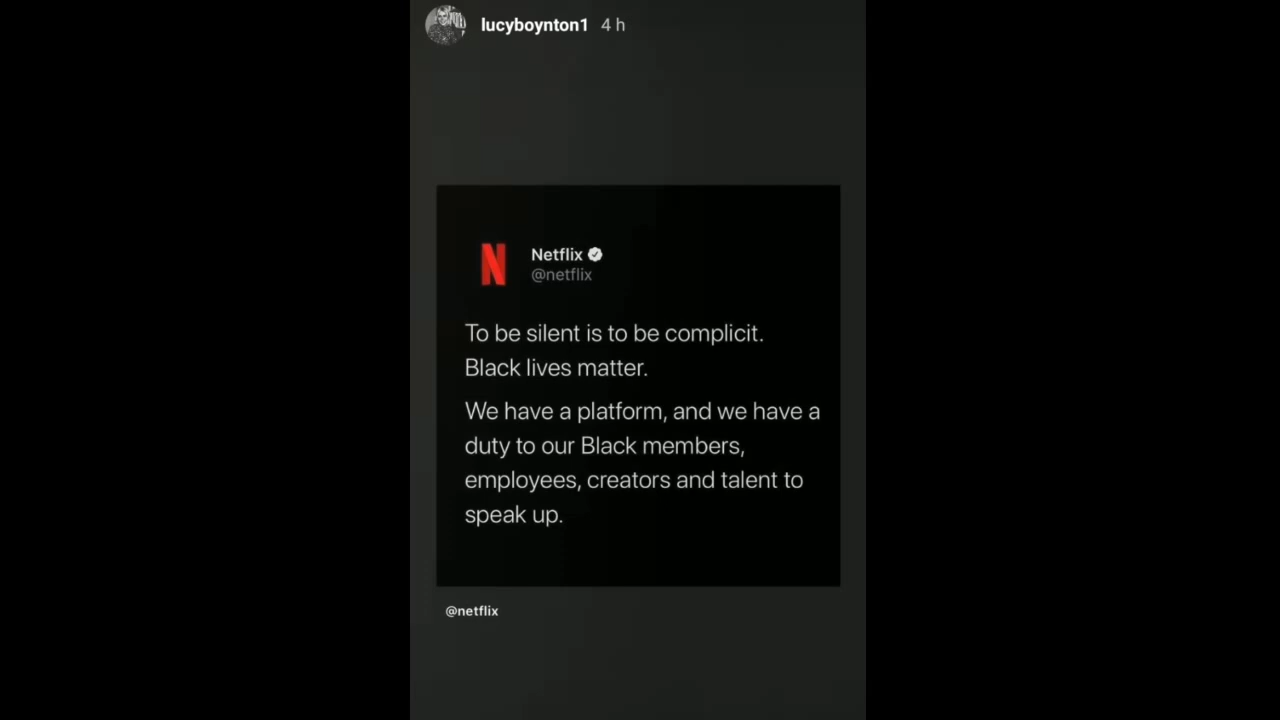 lucyboynton1 4 h
N
Netflix
@netflix
To be silent is to be complicit.
Black lives matter.
We have a platform, and we have a
duty to our Black members,
employees, creators and talent to
speak up.
@netflix